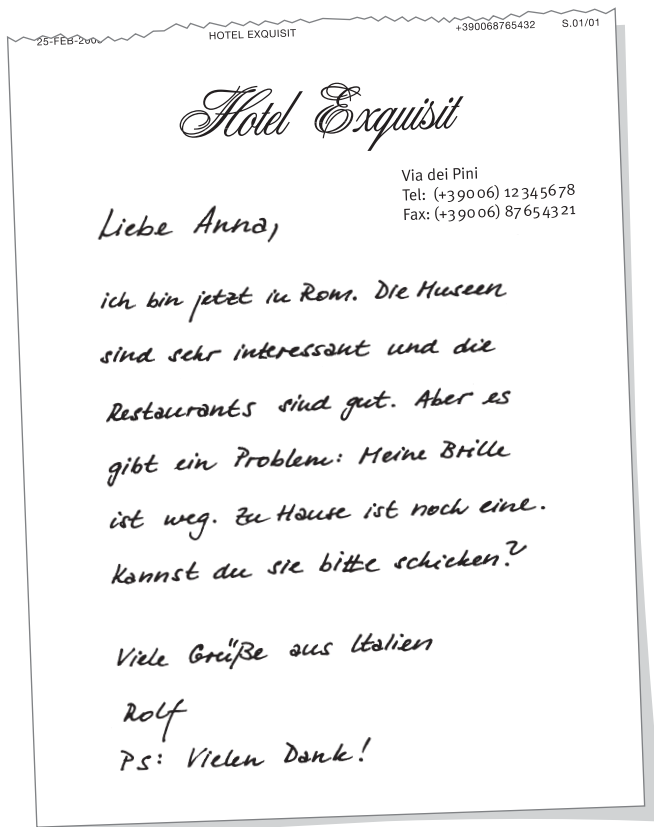 25-FEB-200
HOTEL EXQUISIT
+390068765432
S.01/01
Hotel Exquisit
Via dei Pini
Tel: (+39006) 12345678
Fax: (+39006) 87654321
Liebe Anna,
ich bin jetzt in Rom. Die Museen
sind sehr interessant und die
Restaurants sind gut. Aber es
gibt ein Problem: Meine Brille
ist weg. Zu Hause ist noch eine.
Kannst du sie bitte schicken?
Viele Grüße aus Italien
Rolf
Ps: Vielen Dank!